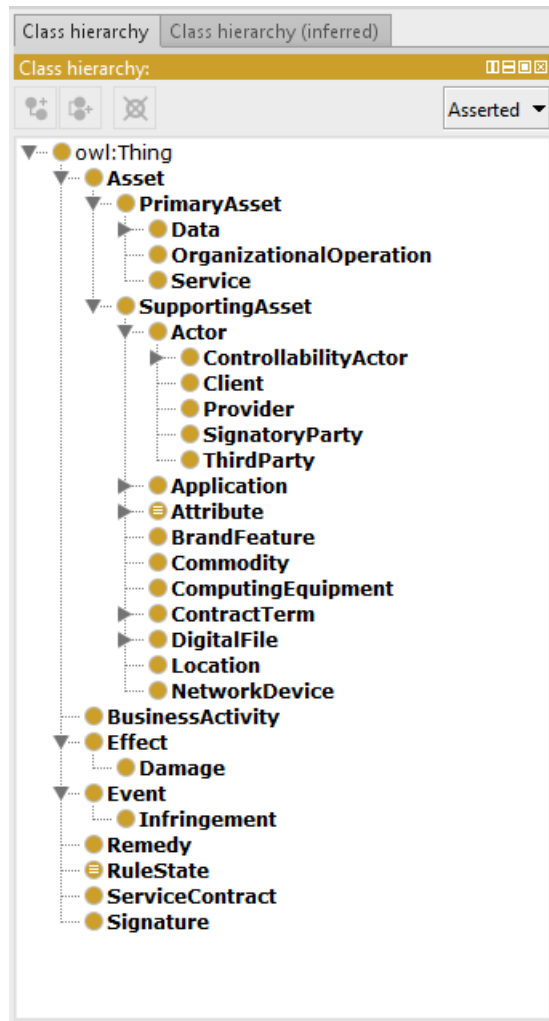 Class hierarchy Class hierarchy (inferred)
Class hierarchy:
Asserted
owl:Thing
Asset
PrimaryAsset
Data
OrganizationalOperation
Service
SupportingAsset
Actor
ControllabilityActor
Client
Provider
SignatoryParty
ThirdParty
Application
Attribute
BrandFeature
Commodity
ComputingEquipment
ContractTerm
DigitalFile
Location
NetworkDevice
BusinessActivity
Effect
Damage
Event
Infringement
Remedy
RuleState
ServiceContract
Signature